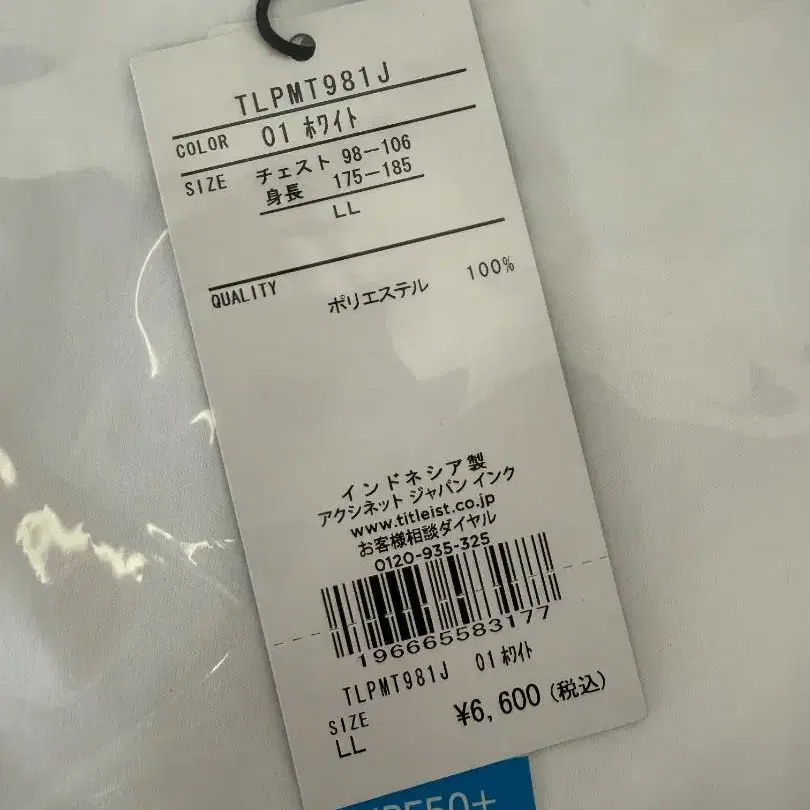 TLPMT981J
COLOR 01 ﾎﾜｲﾄ
SIZE チェスト 98-106
身長 175-185
LL
QUALITY ポリエステル 100%
インドネシア製
アクシネット ジャパン インク
www.titleist.co.jp
お客様相談ダイヤル
0120-935-325
196665583177
TLPMT981J 01 ﾎﾜｲﾄ
SIZE
LL ¥6,600 (税込)